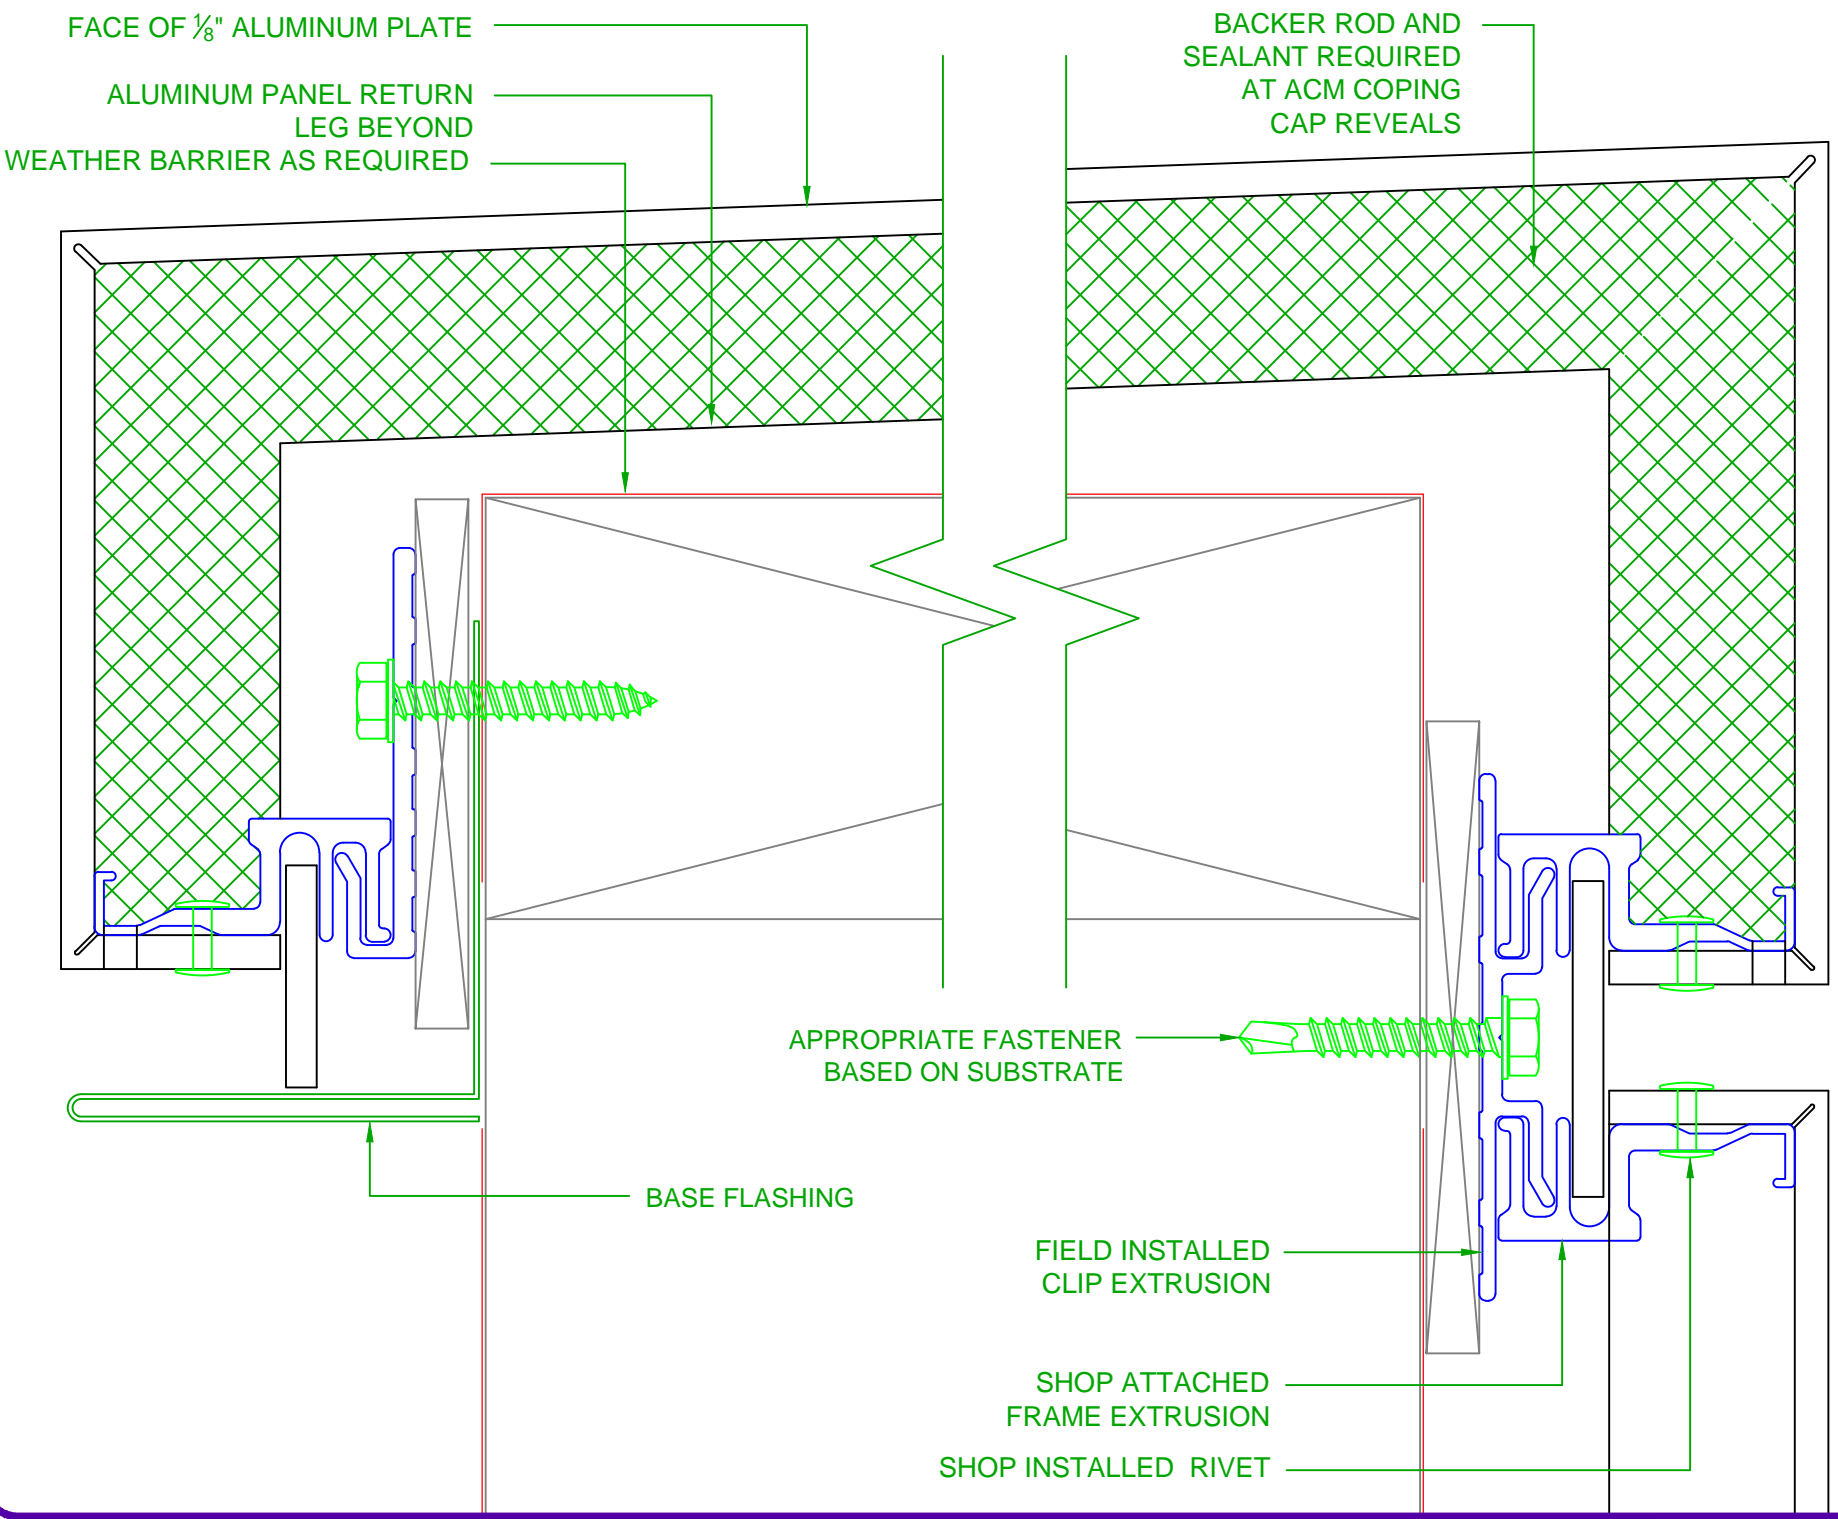 FACE OF ⅛" ALUMINUM PLATE
ALUMINUM PANEL RETURN
LEG BEYOND
WEATHER BARRIER AS REQUIRED
BACKER ROD AND
SEALANT REQUIRED
AT ACM COPING
CAP REVEALS
APPROPRIATE FASTENER
BASED ON SUBSTRATE
BASE FLASHING
FIELD INSTALLED
CLIP EXTRUSION
SHOP ATTACHED
FRAME EXTRUSION
SHOP INSTALLED RIVET